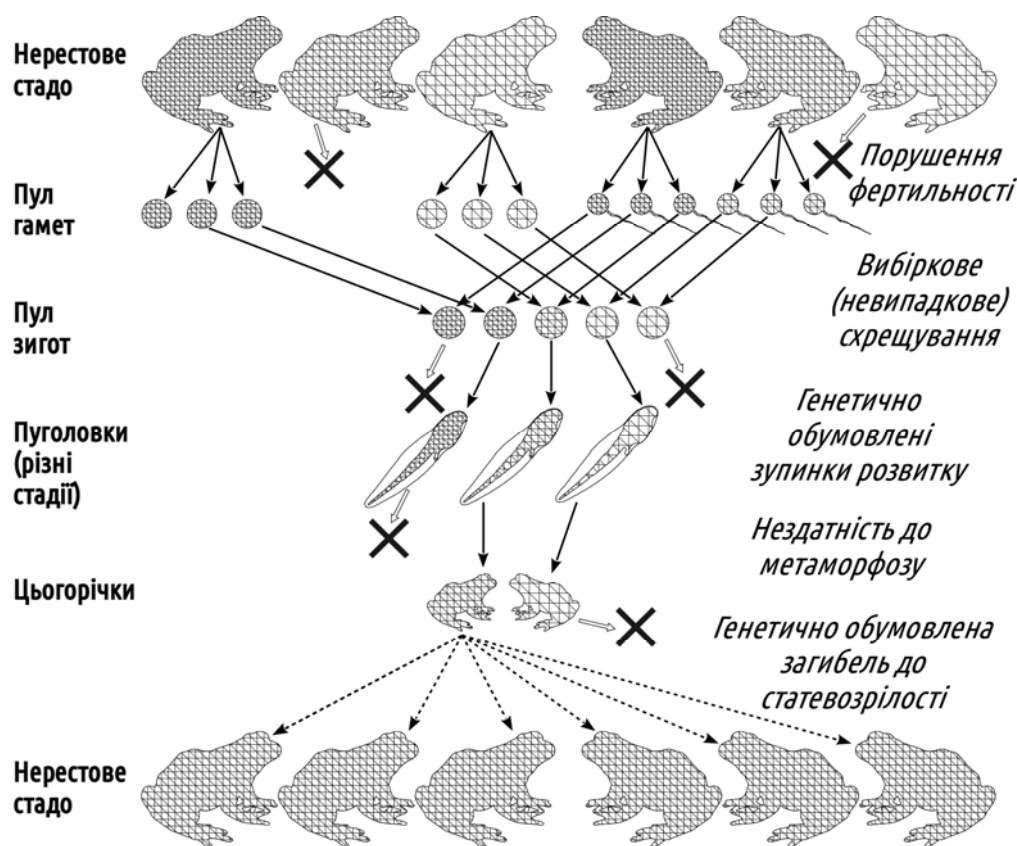 Нерестове
стадо
Порушення
фертильності
Пул
гамет
Вибіркове
(невипадкове)
схрещування
Пул
зигот
Генетично
обумовлені
зупинки розвитку
Пуголовки
(різні
стадії)
Нездатність до
метаморфозу
Цьогорічки
Генетично обумовлена
загибель до
статевозрілості
Нерестове
стадо